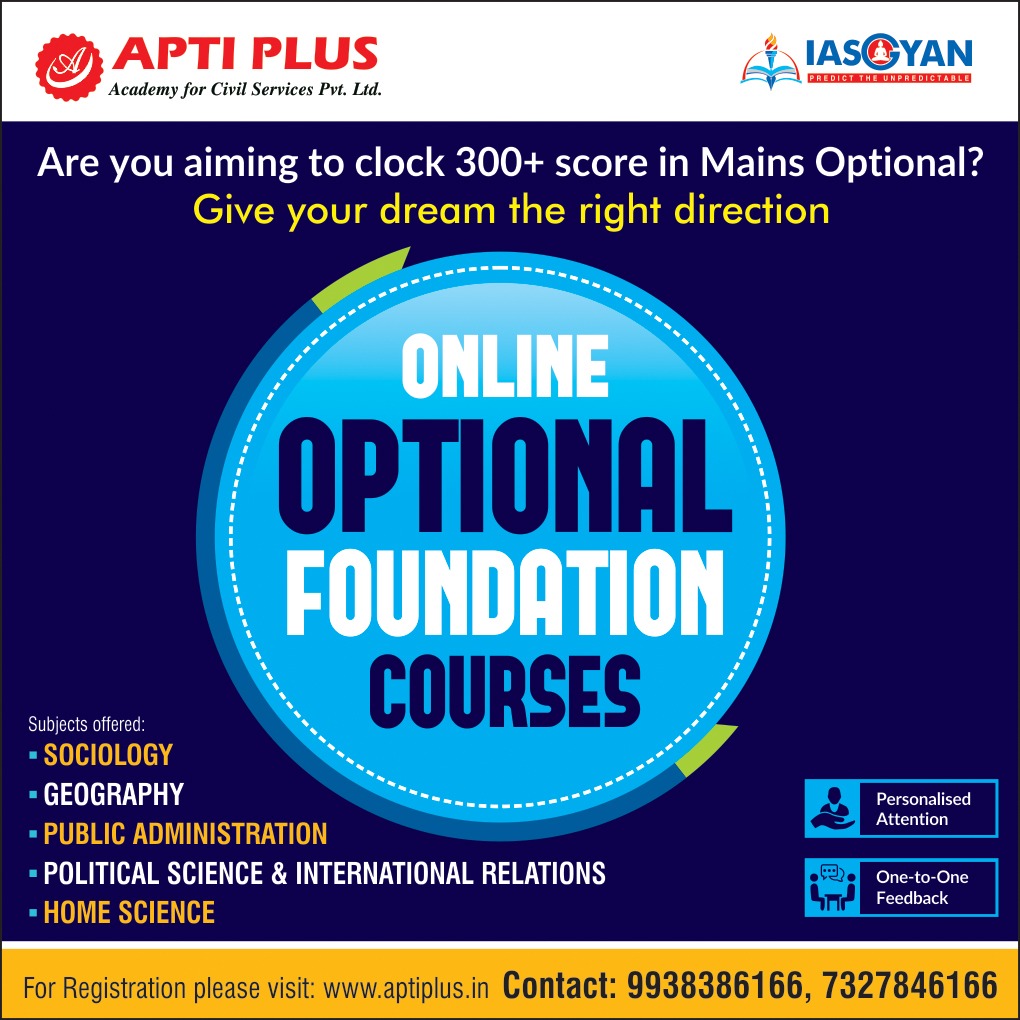 APTI PLUS
Academy for Civil Services Pvt. Ltd.
IASGYAN
PREDICT THE UNPREDICTABLE
Are you aiming to clock 300+ score in Mains Optional?
Give your dream the right direction
ONLINE
OPTIONAL
FOUNDATION
COURSES
Subjects offered:
▪ SOCIOLOGY
▪ GEOGRAPHY
▪ PUBLIC ADMINISTRATION
▪ POLITICAL SCIENCE & INTERNATIONAL RELATIONS
▪ HOME SCIENCE
Personalised
Attention
One-to-One
Feedback
For Registration please visit: www.aptiplus.in Contact: 9938386166, 7327846166